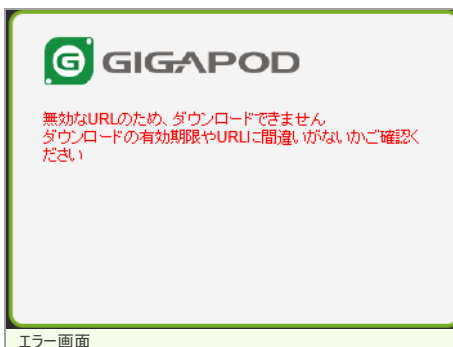 GIGAPOD
無効なURLのため、ダウンロードできません
ダウンロードの有効期限やURLに間違いがないかご確認く
ださい
エラー画面